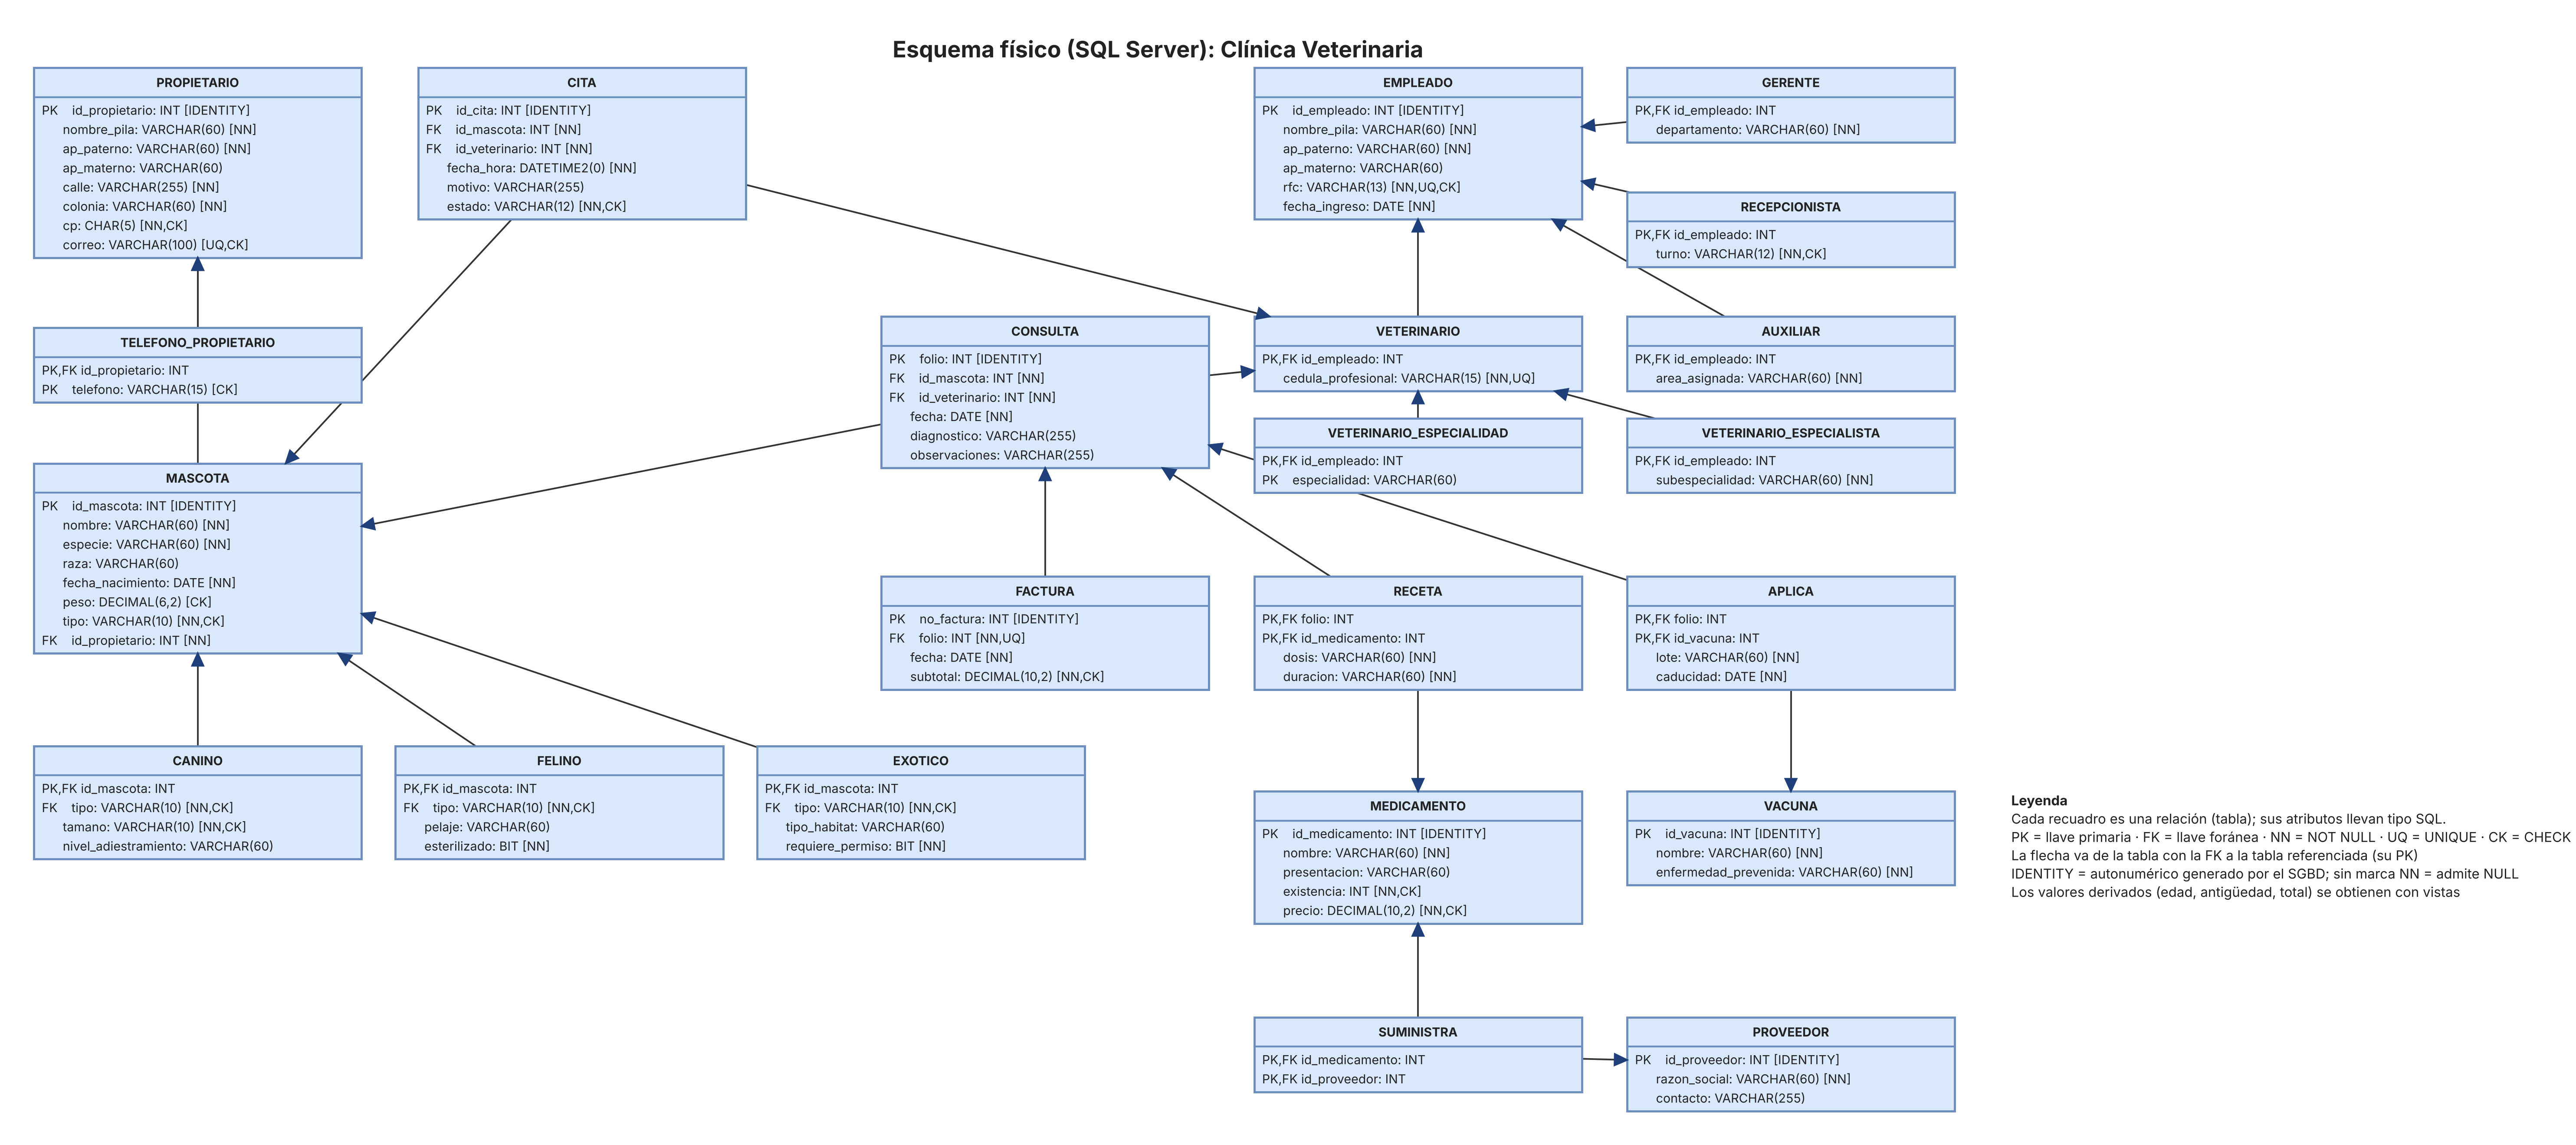 Esquema físico (SQL Server): Clínica Veterinaria
PROPIETARIO
PK id_propietario: INT [IDENTITY]
nombre_pila: VARCHAR(60) [NN]
ap_paterno: VARCHAR(60) [NN]
ap_materno: VARCHAR(60)
calle: VARCHAR(255) [NN]
colonia: VARCHAR(60) [NN]
cp: CHAR(5) [NN,CK]
correo: VARCHAR(100) [UQ,CK]
CITA
PK id_cita: INT [IDENTITY]
FK id_mascota: INT [NN]
FK id_veterinario: INT [NN]
fecha_hora: DATETIME2(0) [NN]
motivo: VARCHAR(255)
estado: VARCHAR(12) [NN,CK]
EMPLEADO
PK id_empleado: INT [IDENTITY]
nombre_pila: VARCHAR(60) [NN]
ap_paterno: VARCHAR(60) [NN]
ap_materno: VARCHAR(60)
rfc: VARCHAR(13) [NN,UQ,CK]
fecha_ingreso: DATE [NN]
GERENTE
PK,FK id_empleado: INT
departamento: VARCHAR(60) [NN]
RECEPCIONISTA
PK,FK id_empleado: INT
turno: VARCHAR(12) [NN,CK]
TELEFONO_PROPIETARIO
PK,FK id_propietario: INT
PK telefono: VARCHAR(15) [CK]
CONSULTA
PK folio: INT [IDENTITY]
FK id_mascota: INT [NN]
FK id_veterinario: INT [NN]
fecha: DATE [NN]
diagnostico: VARCHAR(255)
observaciones: VARCHAR(255)
VETERINARIO
PK,FK id_empleado: INT
cedula_profesional: VARCHAR(15) [NN,UQ]
AUXILIAR
PK,FK id_empleado: INT
area_asignada: VARCHAR(60) [NN]
VETERINARIO_ESPECIALIDAD
PK,FK id_empleado: INT
PK especialidad: VARCHAR(60)
VETERINARIO_ESPECIALISTA
PK,FK id_empleado: INT
subespecialidad: VARCHAR(60) [NN]
MASCOTA
PK id_mascota: INT [IDENTITY]
nombre: VARCHAR(60) [NN]
especie: VARCHAR(60) [NN]
raza: VARCHAR(60)
fecha_nacimiento: DATE [NN]
peso: DECIMAL(6,2) [CK]
tipo: VARCHAR(10) [NN,CK]
FK id_propietario: INT [NN]
FACTURA
PK no_factura: INT [IDENTITY]
FK folio: INT [NN,UQ]
fecha: DATE [NN]
subtotal: DECIMAL(10,2) [NN,CK]
RECETA
PK,FK folio: INT
PK,FK id_medicamento: INT
dosis: VARCHAR(60) [NN]
duracion: VARCHAR(60) [NN]
APLICA
PK,FK folio: INT
PK,FK id_vacuna: INT
lote: VARCHAR(60) [NN]
caducidad: DATE [NN]
CANINO
PK,FK id_mascota: INT
FK tipo: VARCHAR(10) [NN,CK]
tamano: VARCHAR(10) [NN,CK]
nivel_adiestramiento: VARCHAR(60)
FELINO
PK,FK id_mascota: INT
FK tipo: VARCHAR(10) [NN,CK]
pelaje: VARCHAR(60)
esterilizado: BIT [NN]
EXOTICO
PK,FK id_mascota: INT
FK tipo: VARCHAR(10) [NN,CK]
tipo_habitat: VARCHAR(60)
requiere_permiso: BIT [NN]
MEDICAMENTO
PK id_medicamento: INT [IDENTITY]
nombre: VARCHAR(60) [NN]
presentacion: VARCHAR(60)
existencia: INT [NN,CK]
precio: DECIMAL(10,2) [NN,CK]
VACUNA
PK id_vacuna: INT [IDENTITY]
nombre: VARCHAR(60) [NN]
enfermedad_prevenida: VARCHAR(60) [NN]
Leyenda
Cada recuadro es una relación (tabla); sus atributos llevan tipo SQL.
PK = llave primaria · FK = llave foránea · NN = NOT NULL · UQ = UNIQUE · CK = CHECK
La flecha va de la tabla con la FK a la tabla referenciada (su PK)
IDENTITY = autonumérico generado por el SGBD; sin marca NN = admite NULL
Los valores derivados (edad, antigüedad, total) se obtienen con vistas
SUMINISTRA
PK,FK id_medicamento: INT
PK,FK id_proveedor: INT
PROVEEDOR
PK id_proveedor: INT [IDENTITY]
razon_social: VARCHAR(60) [NN]
contacto: VARCHAR(255)